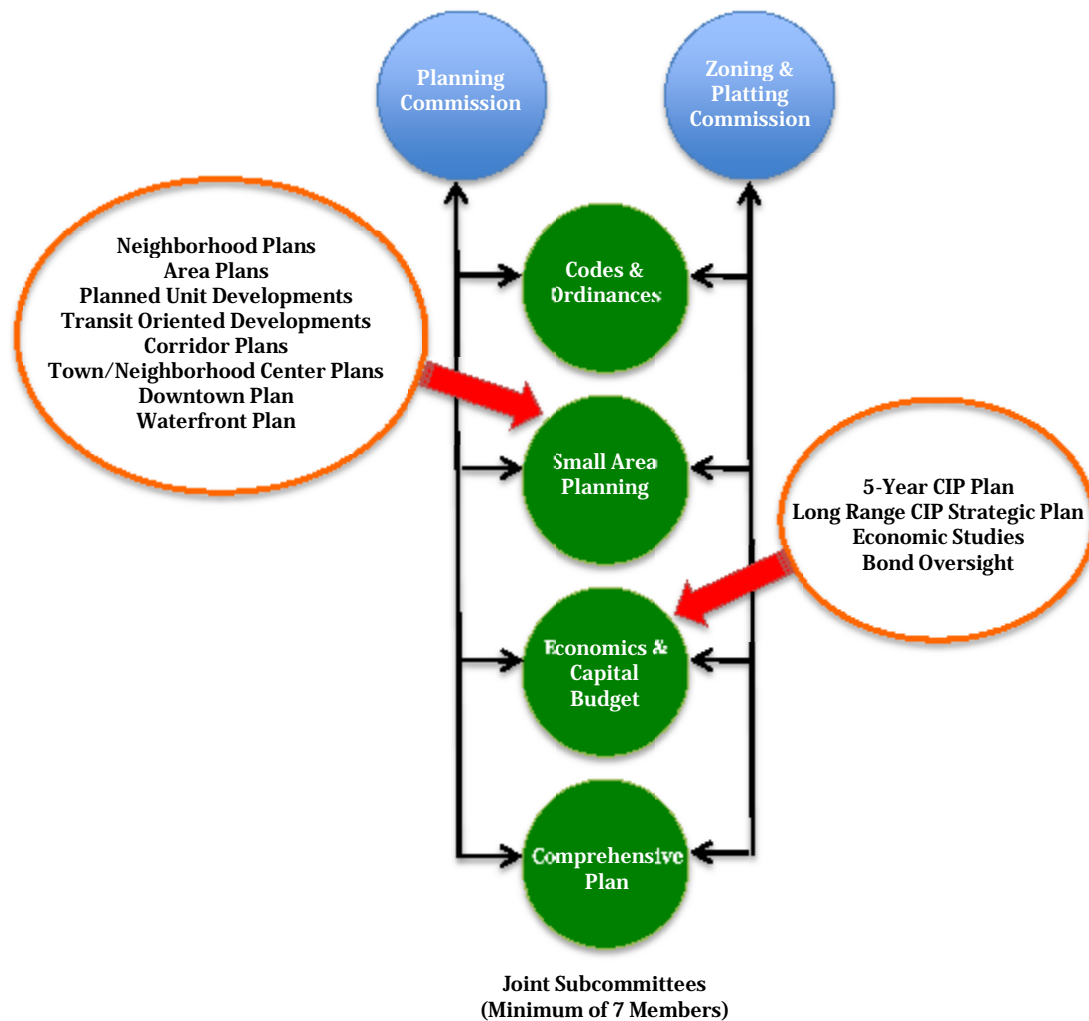 Planning
Commission
Zoning &
Platting
Commission
Neighborhood Plans
Area Plans
Planned Unit Developments
Transit Oriented Developments
Corridor Plans
Town/Neighborhood Center Plans
Downtown Plan
Waterfront Plan
Codes &
Ordinances
Small Area
Planning
5-Year CIP Plan
Long Range CIP Strategic Plan
Economic Studies
Bond Oversight
Economics &
Capital
Budget
Comprehensive
Plan
Joint Subcommittees
(Minimum of 7 Members)